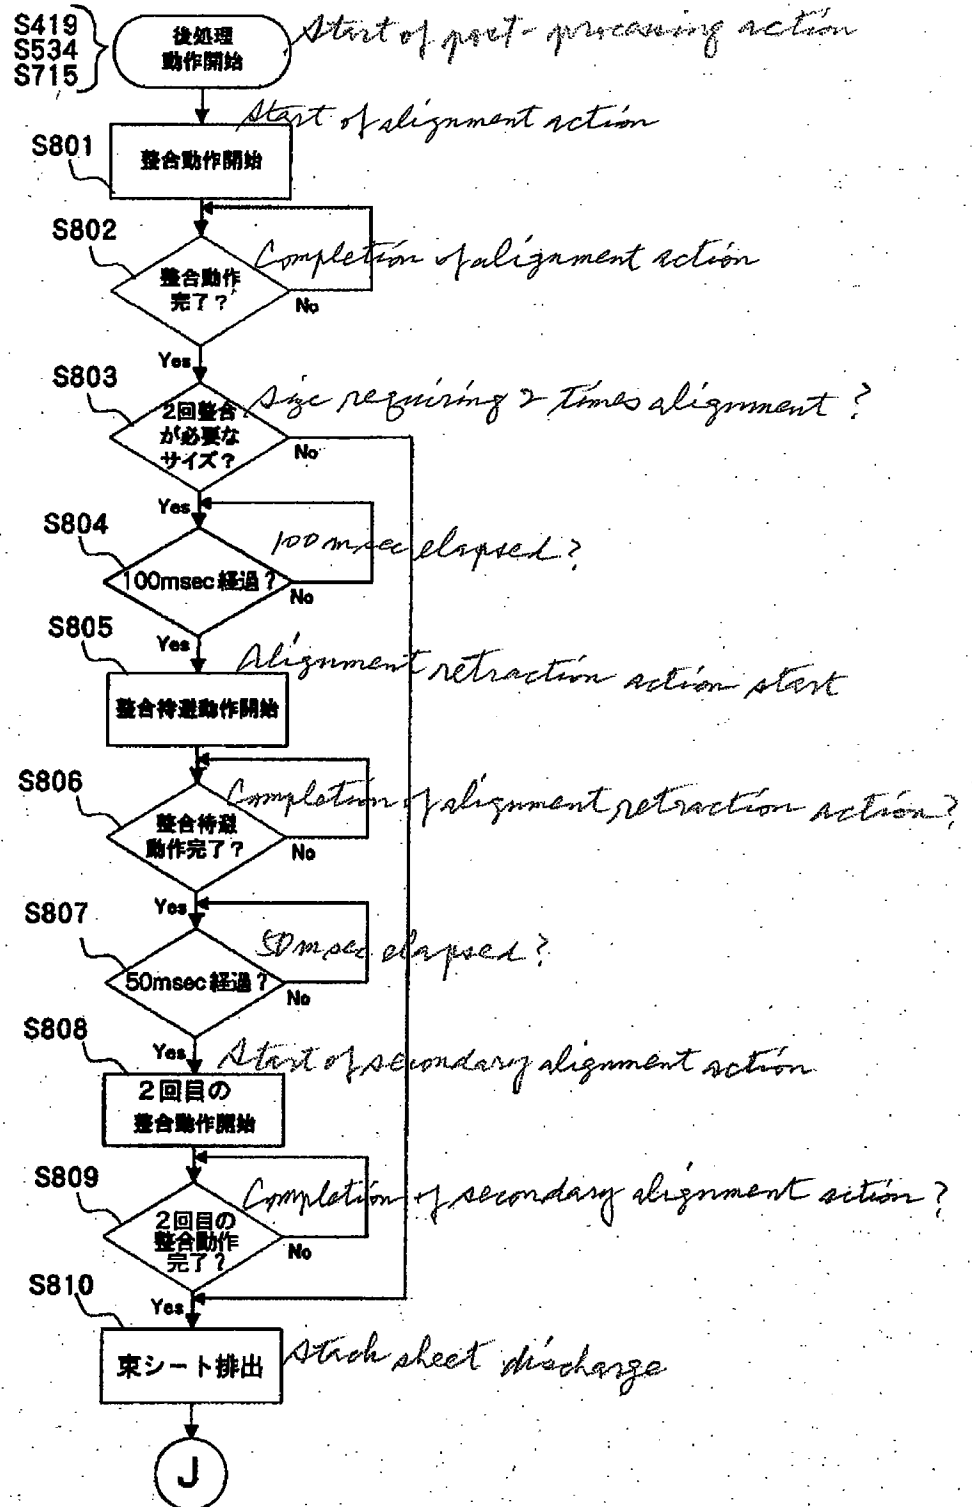 S419
S534
S715
後処理
動作開始
Start of post-processing action
Start of alignment action
S801
整合動作開始
S802
Completion of alignment action
整合動作
完了？
No
Yes
S803
Size requiring 2 times alignment?
2回整合
が必要な
サイズ？
No
Yes
S804
100 msec elapsed?
100msec経過？
No
Yes
S805
Alignment retraction action start
整合待避動作開始
S806
Completion of alignment retraction action?
整合待避
動作完了？
No
Yes
S807
50 msec elapsed?
50msec経過？
No
S808
Yes
Start of secondary alignment action
2回目の
整合動作開始
S809
Completion of secondary alignment action?
2回目の
整合動作
完了？
No
S810
Yes
束シート排出
Stack sheet discharge
J